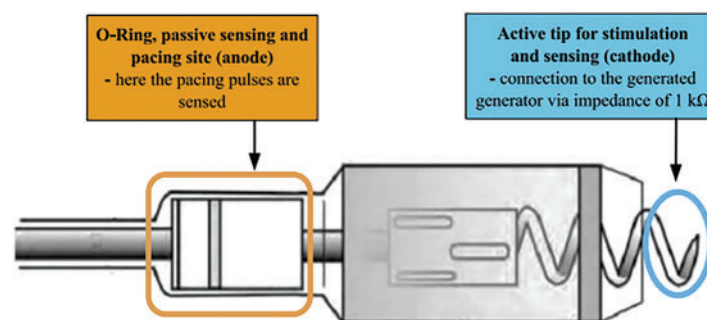 O-Ring, passive sensing and
pacing site (anode)
- here the pacing pulses are
sensed
Active tip for stimulation
and sensing (cathode)
- connection to the generated
generator via impedance of 1 kΩ